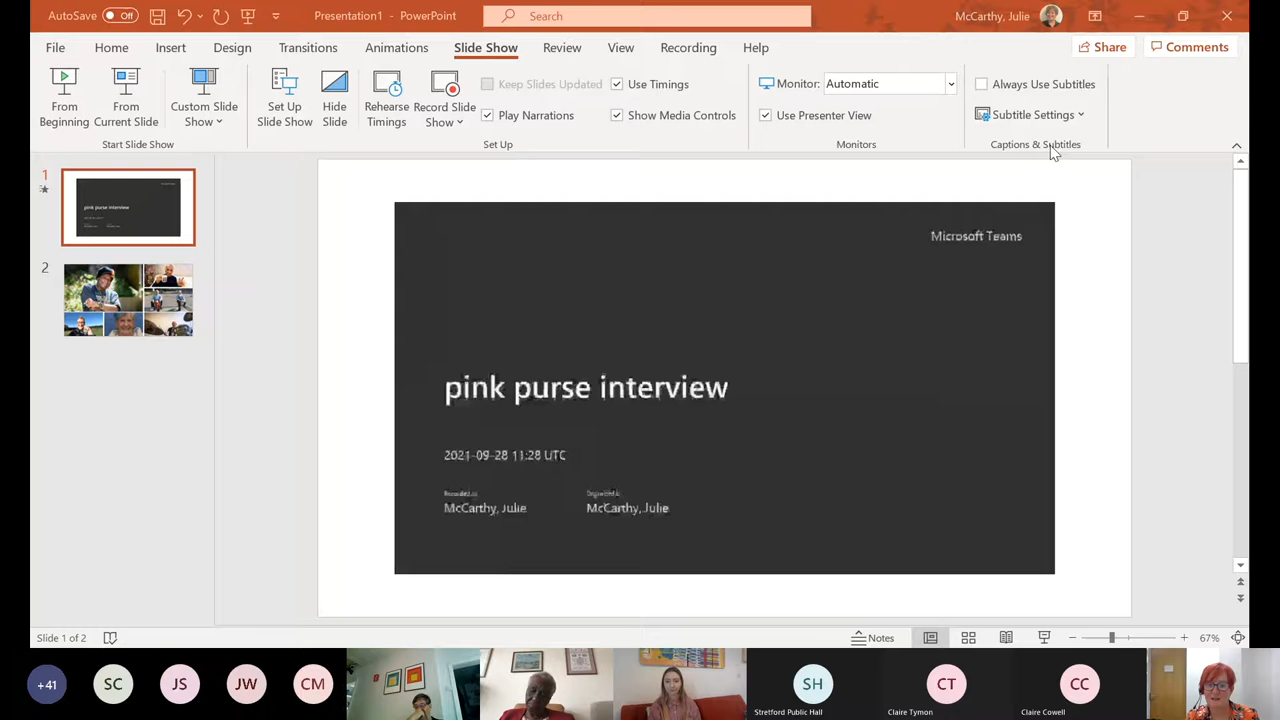 AutoSave Off Presentation1 - PowerPoint Search McCarthy, Julie
File Home Insert Design Transitions Animations Slide Show Review View Recording Help Share Comments
From Beginning
From Current Slide
Custom Slide Show
Set Up Slide Show
Hide Slide
Rehearse Timings
Record Slide Show
Keep Slides Updated
Use Timings
Play Narrations
Show Media Controls
Monitor: Automatic
Use Presenter View
Always Use Subtitles
Subtitle Settings
Start Slide Show
Set Up
Monitors
Captions & Subtitles
1
pink purse interview
2
Microsoft Teams
pink purse interview
2021-09-28 11:28 UTC
McCarthy, Julie
McCarthy, Julie
Slide 1 of 2
Notes
67%
+41
SC
JS
JW
CM
SH
Stretford Public Hall
CT
Claire Tymon
CC
Claire Cowell